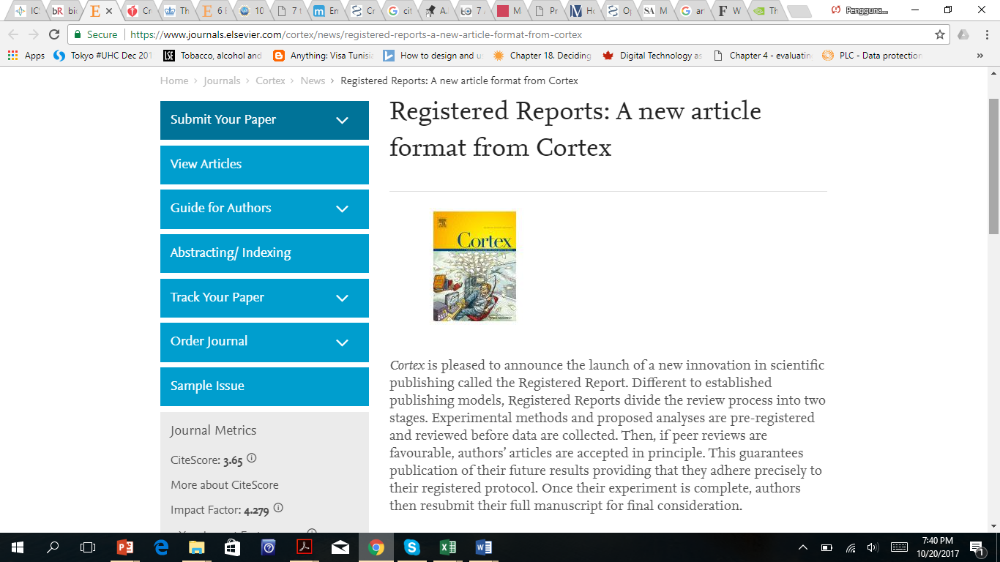 IC
bR bi
Cr
Th
6
10
7 t
En
Cr
cit
A.
7
M
Pr
Ho
O
SA M
ar
F W
Th
Pengguna...
Secure | https://www.journals.elsevier.com/cortex/news/registered-reports-a-new-article-format-from-cortex
Apps Tokyo #UHC Dec 201 LSE Tobacco, alcohol and Anything: Visa Tunisia How to design and u Chapter 18. Deciding Digital Technology as Chapter 4 - evaluatin PLC - Data protection »
Home > Journals > Cortex > News > Registered Reports: A new article format from Cortex
Submit Your Paper
View Articles
Guide for Authors
Abstracting/ Indexing
Track Your Paper
Order Journal
Sample Issue
Journal Metrics
CiteScore: 3.65
More about CiteScore
Impact Factor: 4.279
Registered Reports: A new article
format from Cortex
Cortex
Cortex is pleased to announce the launch of a new innovation in scientific
publishing called the Registered Report. Different to established
publishing models, Registered Reports divide the review process into two
stages. Experimental methods and proposed analyses are pre-registered
and reviewed before data are collected. Then, if peer reviews are
favourable, authors’ articles are accepted in principle. This guarantees
publication of their future results providing that they adhere precisely to
their registered protocol. Once their experiment is complete, authors
then resubmit their full manuscript for final consideration.
7:40 PM
10/20/2017
1